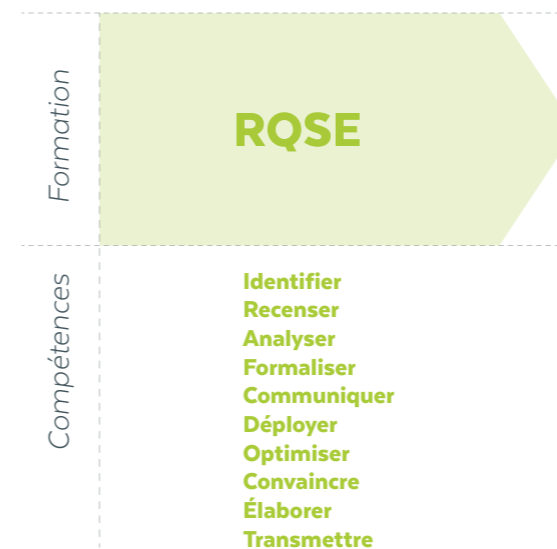 Formation
RQSE
Compétences
Identifier
Recenser
Analyser
Formaliser
Communiquer
Déployer
Optimiser
Convaincre
Élaborer
Transmettre